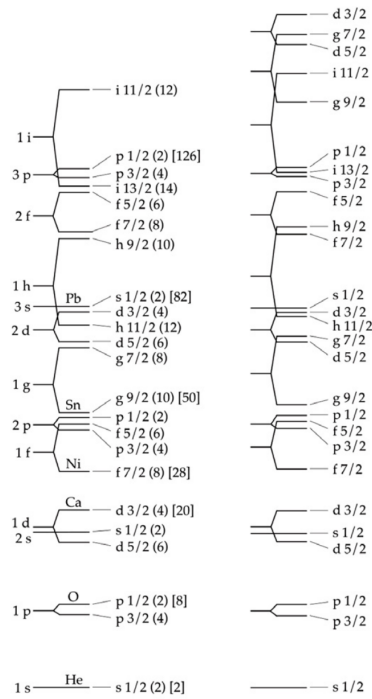 d 3/2
g 7/2
d 5/2
i 11/2
g 9/2
p 1/2
i 13/2
p 3/2
f 5/2
h 9/2
f 7/2
s 1/2
d 3/2
h 11/2
g 7/2
d 5/2
g 9/2
p 1/2
f 5/2
p 3/2
f 7/2
d 3/2
s 1/2
d 5/2
p 1/2
p 3/2
s 1/2
i 11/2 (12)
1 i
p 1/2 (2) [126]
3 p
p 3/2 (4)
i 13/2 (14)
f 5/2 (6)
2 f
f 7/2 (8)
h 9/2 (10)
1 h
Pb
s 1/2 (2) [82]
3 s
d 3/2 (4)
2 d
h 11/2 (12)
d 5/2 (6)
g 7/2 (8)
1 g
Sn
g 9/2 (10) [50]
p 1/2 (2)
2 p
f 5/2 (6)
p 3/2 (4)
1 f
Ni
f 7/2 (8) [28]
Ca
d 3/2 (4) [20]
1 d
s 1/2 (2)
2 s
d 5/2 (6)
O
p 1/2 (2) [8]
1 p
p 3/2 (4)
He
1 s
s 1/2 (2) [2]